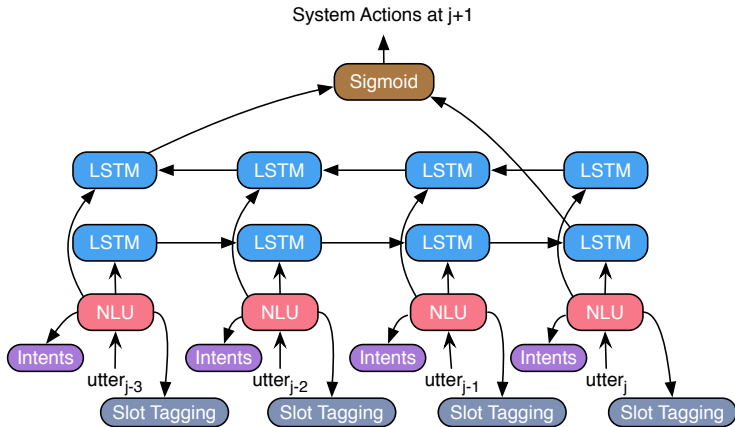 System Actions at j+1
Sigmoid
LSTM LSTM LSTM LSTM
LSTM LSTM LSTM LSTM
NLU NLU NLU NLU
Intents Intents Intents Intents
utterj-3 utterj-2 utterj-1 utterj
Slot Tagging Slot Tagging Slot Tagging Slot Tagging